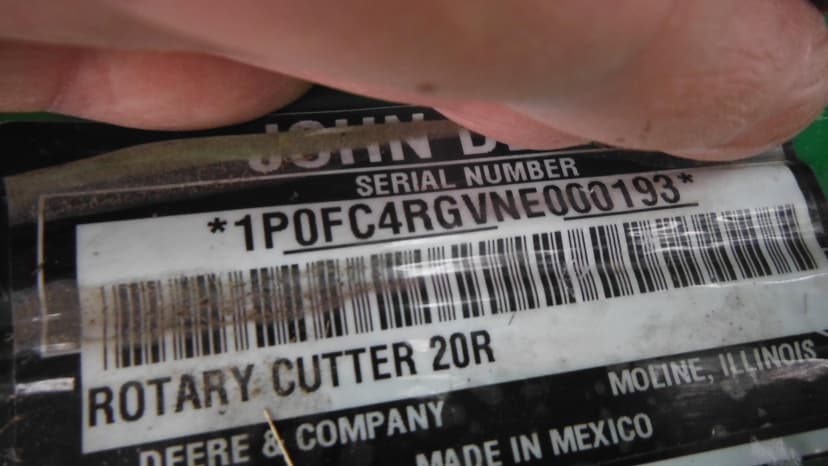 JOHN D
SERIAL NUMBER
*1P0FC4RGVNE000193*
ROTARY CUTTER 20R
DEERE & COMPANY MOLINE, ILLINOIS
MADE IN MEXICO